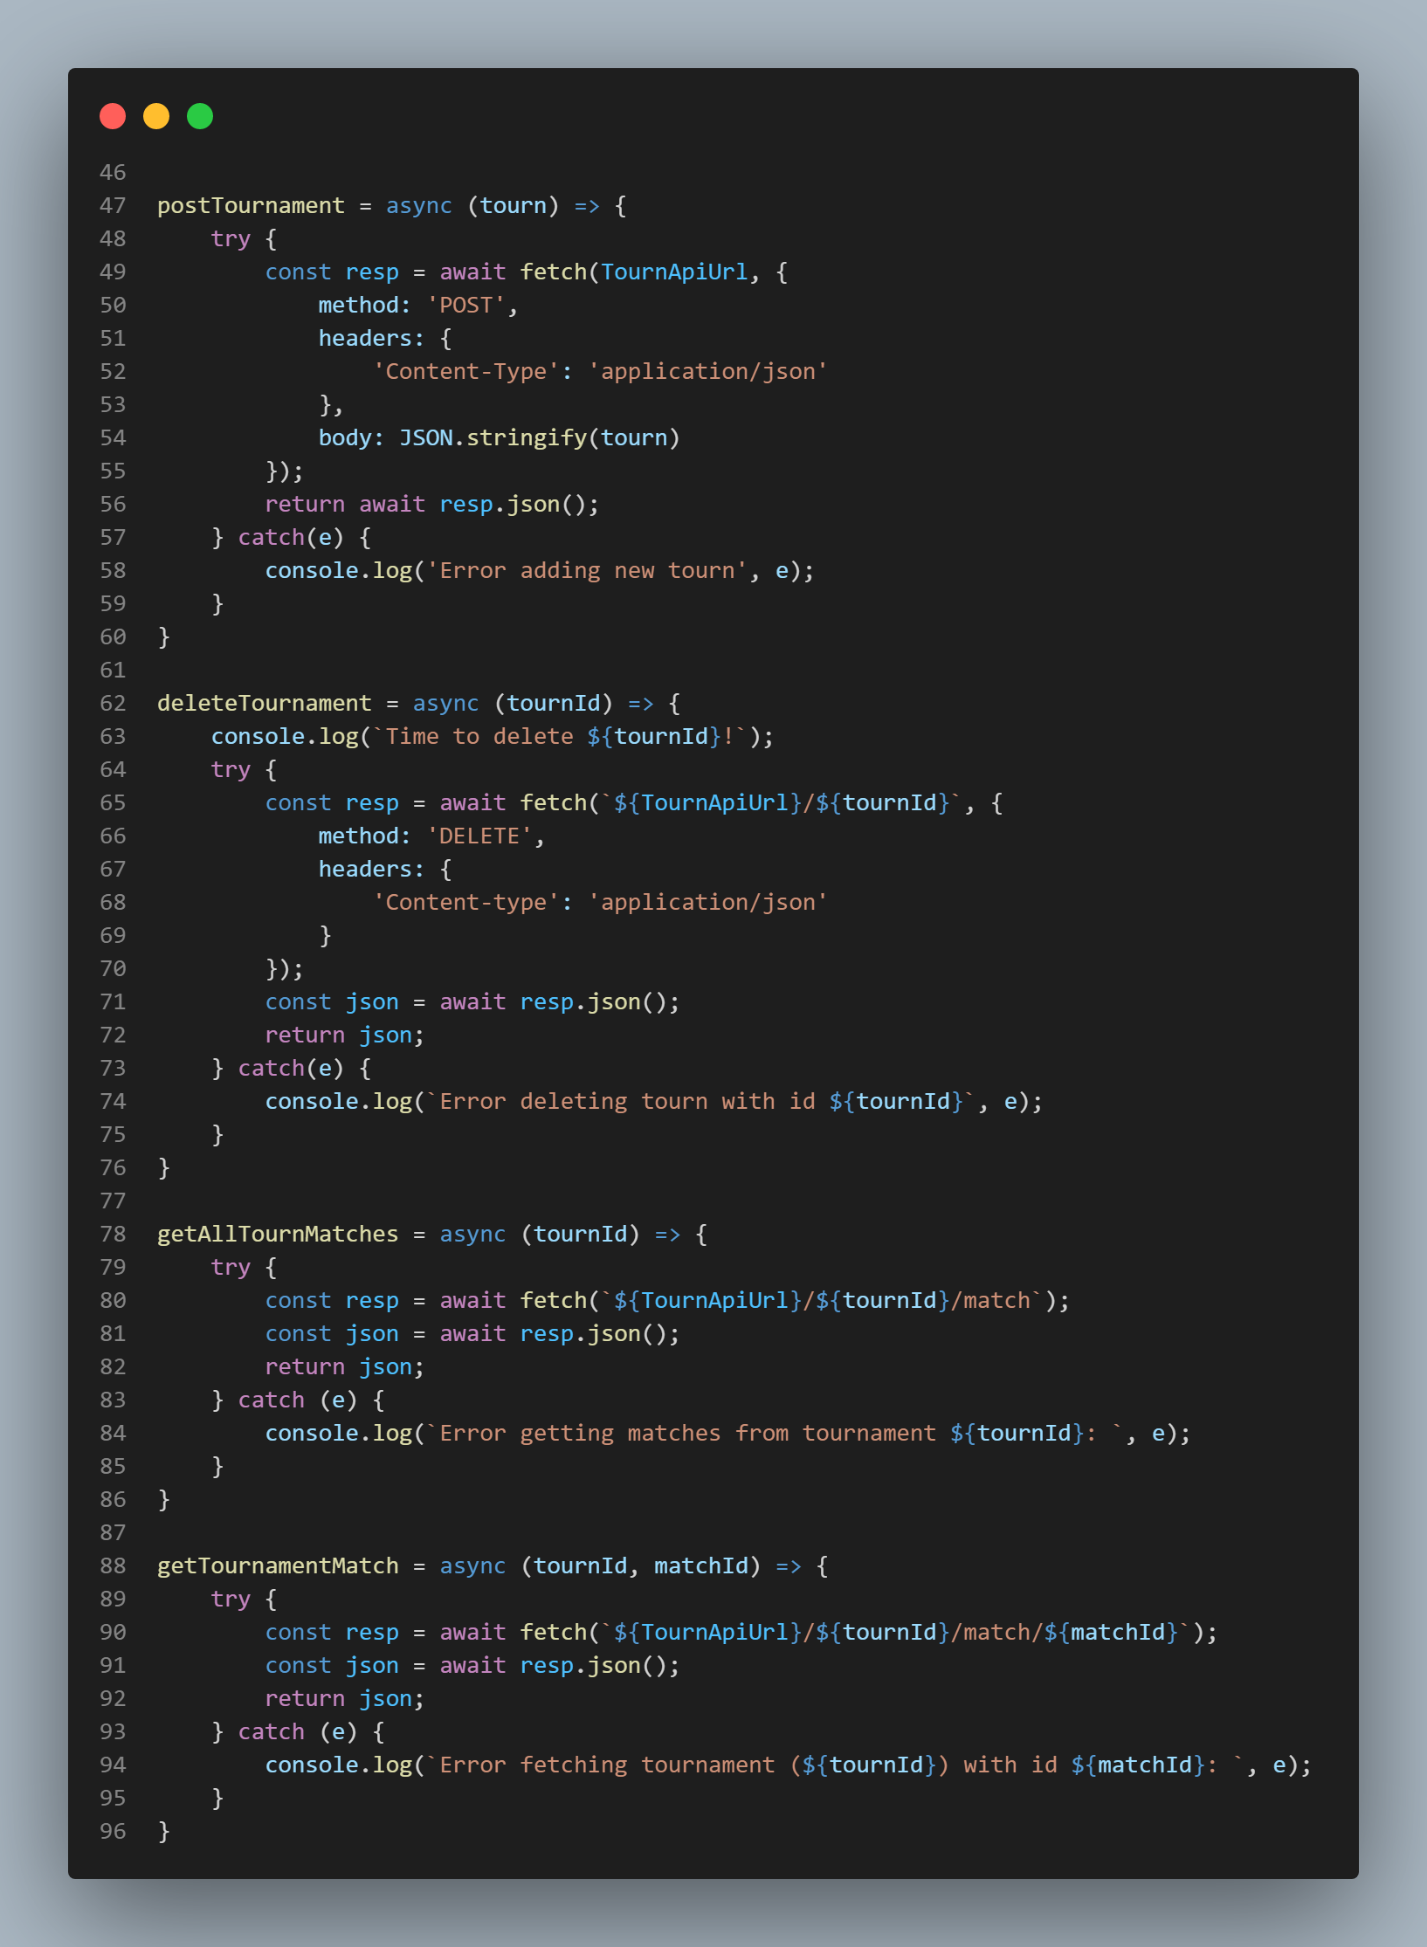 46
47 postTournament = async (tourn) => {
48     try {
49         const resp = await fetch(TournApiUrl, {
50             method: 'POST',
51             headers: {
52                 'Content-Type': 'application/json'
53             },
54             body: JSON.stringify(tourn)
55         });
56         return await resp.json();
57     } catch(e) {
58         console.log('Error adding new tourn', e);
59     }
60 }
61
62 deleteTournament = async (tournId) => {
63     console.log(`Time to delete ${tournId}!`);
64     try {
65         const resp = await fetch(`${TournApiUrl}/${tournId}`, {
66             method: 'DELETE',
67             headers: {
68                 'Content-type': 'application/json'
69             }
70         });
71         const json = await resp.json();
72         return json;
73     } catch(e) {
74         console.log(`Error deleting tourn with id ${tournId}`, e);
75     }
76 }
77
78 getAllTournMatches = async (tournId) => {
79     try {
80         const resp = await fetch(`${TournApiUrl}/${tournId}/match`);
81         const json = await resp.json();
82         return json;
83     } catch (e) {
84         console.log(`Error getting matches from tournament ${tournId}: `, e);
85     }
86 }
87
88 getTournamentMatch = async (tournId, matchId) => {
89     try {
90         const resp = await fetch(`${TournApiUrl}/${tournId}/match/${matchId}`);
91         const json = await resp.json();
92         return json;
93     } catch (e) {
94         console.log(`Error fetching tournament (${tournId}) with id ${matchId}: `, e);
95     }
96 }